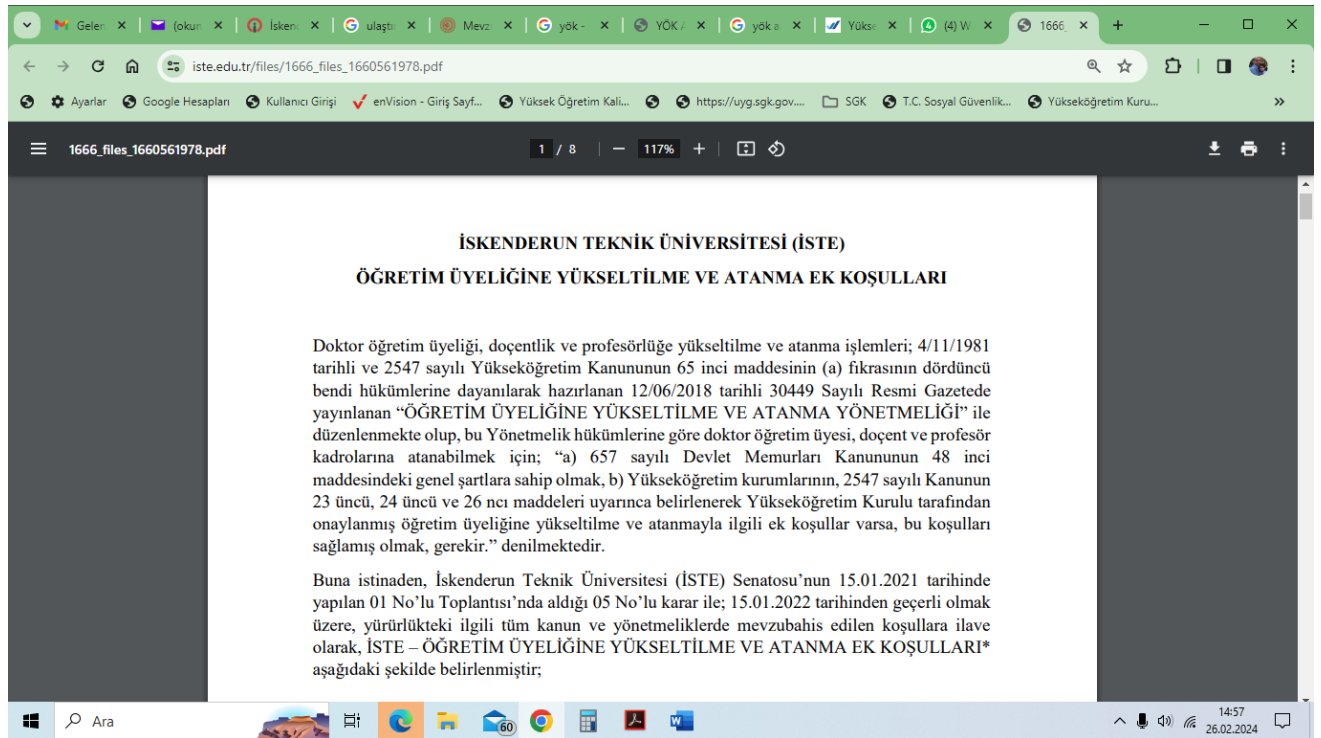 Gelen
(okun
İskend
ulaştı
Mevz
yök -
YÖK A
yök a
Yükse
(4) W
1666_
iste.edu.tr/files/1666_files_1660561978.pdf
Ayarlar
Google Hesapları
Kullanıcı Girişi
enVision - Giriş Sayf...
Yüksek Öğretim Kali...
https://uyg.sgk.gov....
SGK
T.C. Sosyal Güvenlik...
Yükseköğretim Kuru...
1666_files_1660561978.pdf
1 / 8
117%
İSKENDERUN TEKNİK ÜNİVERSİTESİ (İSTE)
ÖĞRETİM ÜYELİĞİNE YÜKSELTİLME VE ATANMA EK KOŞULLARI
Doktor öğretim üyeliği, doçentlik ve profesörlüğe yükseltilme ve atanma işlemleri; 4/11/1981
tarihli ve 2547 sayılı Yükseköğretim Kanununun 65 inci maddesinin (a) fıkrasının dördüncü
bendi hükümlerine dayanılarak hazırlanan 12/06/2018 tarihli 30449 Sayılı Resmi Gazetede
yayınlanan “ÖĞRETİM ÜYELİĞİNE YÜKSELTİLME VE ATANMA YÖNETMELİĞİ” ile
düzenlenmekte olup, bu Yönetmelik hükümlerine göre doktor öğretim üyesi, doçent ve profesör
kadrolarına atanabilmek için; “a) 657 sayılı Devlet Memurları Kanununun 48 inci
maddesindeki genel şartlara sahip olmak, b) Yükseköğretim kurumlarının, 2547 sayılı Kanunun
23 üncü, 24 üncü ve 26 ncı maddeleri uyarınca belirlenerek Yükseköğretim Kurulu tarafından
onaylanmış öğretim üyeliğine yükseltilme ve atanmayla ilgili ek koşullar varsa, bu koşulları
sağlamış olmak, gerekir.” denilmektedir.
Buna istinaden, İskenderun Teknik Üniversitesi (İSTE) Senatosu’nun 15.01.2021 tarihinde
yapılan 01 No’lu Toplantısı’nda aldığı 05 No’lu karar ile; 15.01.2022 tarihinden geçerli olmak
üzere, yürürlükteki ilgili tüm kanun ve yönetmeliklerde mevzubahis edilen koşullara ilave
olarak, İSTE – ÖĞRETİM ÜYELİĞİNE YÜKSELTİLME VE ATANMA EK KOŞULLARI*
aşağıdaki şekilde belirlenmiştir;
Ara
60
14:57
26.02.2024